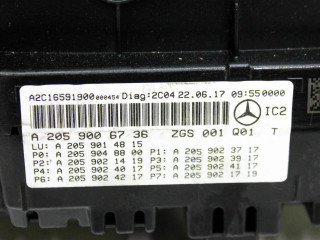 A2C16591900000454 Diag:2C04 22.06.17 09:550000
IC2
A 205 900 67 36 ZGS 001 Q01 T
LU: A 205 901 48 15
P0: A 205 904 88 00 P1: A 205 902 37 17
P2: A 205 902 14 19 P3: A 205 902 39 17
P4: A 205 902 40 17 P5: A 205 902 41 17
P6: A 205 902 42 17 P7: A 205 902 17 19